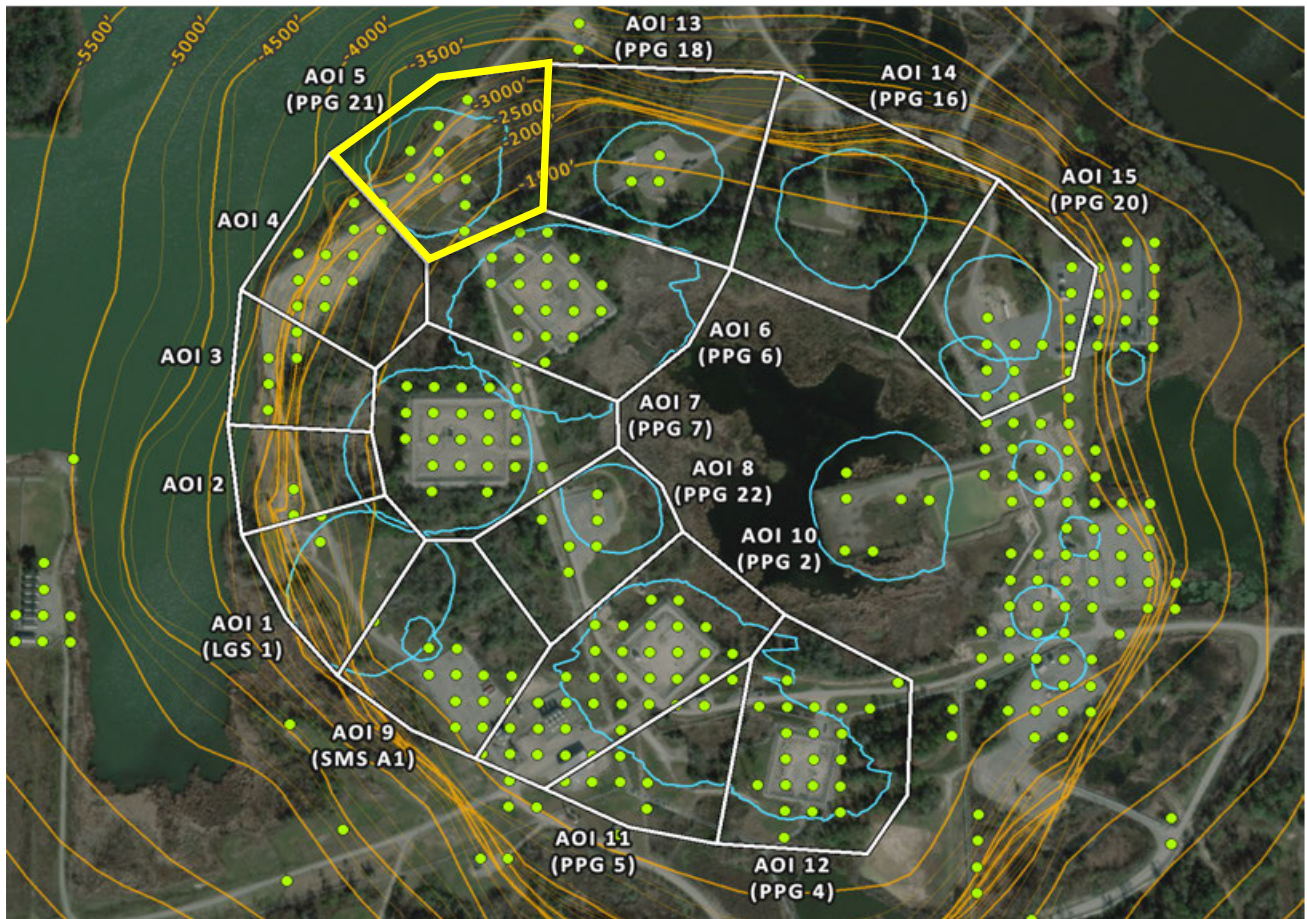 -5500'
-5000'
-4500'
-4000'
-3500'
AOI 13
(PPG 18)
AOI 5
(PPG 21)
AOI 14
(PPG 16)
-3000'
-2500
-2000'
-1000'
AOI 15
(PPG 20)
AOI 4
AOI 3
AOI 6
(PPG 6)
AOI 7
(PPG 7)
AOI 2
AOI 8
(PPG 22)
AOI 10
(PPG 2)
AOI 1
(LGS 1)
AOI 9
(SMS A1)
AOI 11
(PPG 5)
AOI 12
(PPG 4)